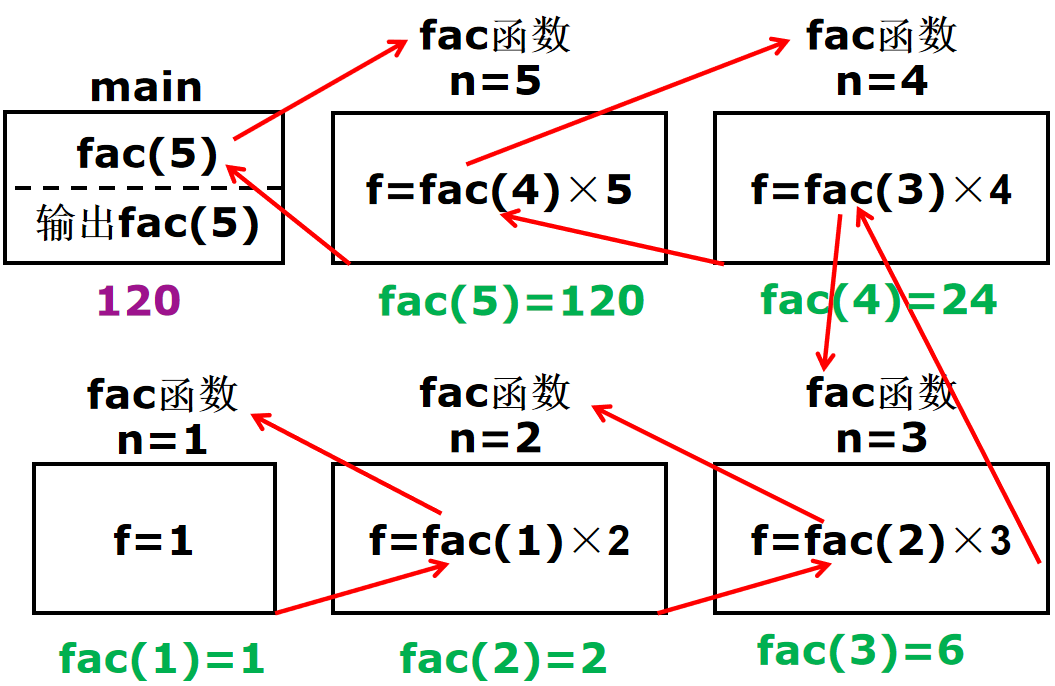 main
fac(5)
输出fac(5)
120
fac函数
n=5
f=fac(4)×5
fac(5)=120
fac函数
n=4
f=fac(3)×4
fac(4)=24
fac函数
n=1
f=1
fac(1)=1
fac函数
n=2
f=fac(1)×2
fac(2)=2
fac函数
n=3
f=fac(2)×3
fac(3)=6